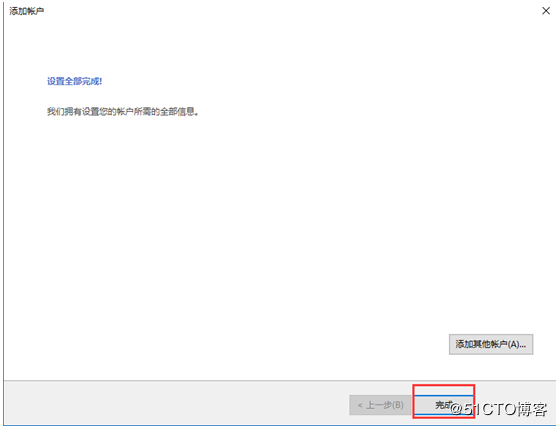 添加帐户
设置全部完成!
我们拥有设置您的帐户所需的全部信息。
添加其他帐户(A)...
< 上一步(B)
完成
@51CTO博客